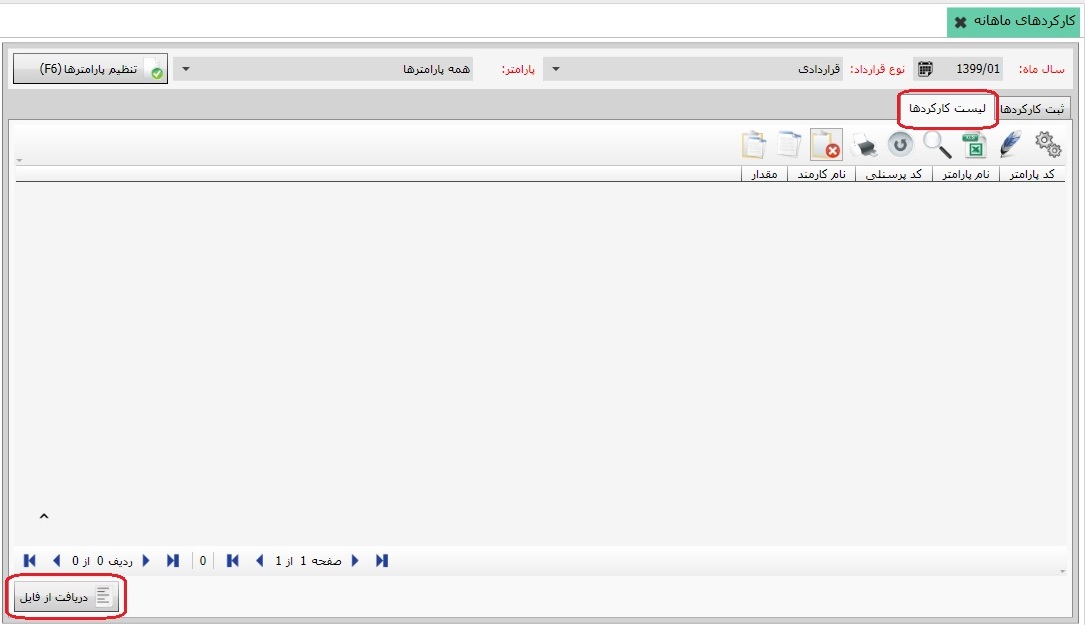 کارکردهای ماهانه
سال ماه: 1399/01 نوع قرارداد: قراردادی پارامتر: همه پارامترها تنظیم پارامترها (F6)
ثبت کارکردها لیست کارکردها
کد پارامتر نام پارامتر کد پرسنلی نام کارمند مقدار
صفحه 1 از 1 0 ردیف 0 از 0
دریافت از فایل